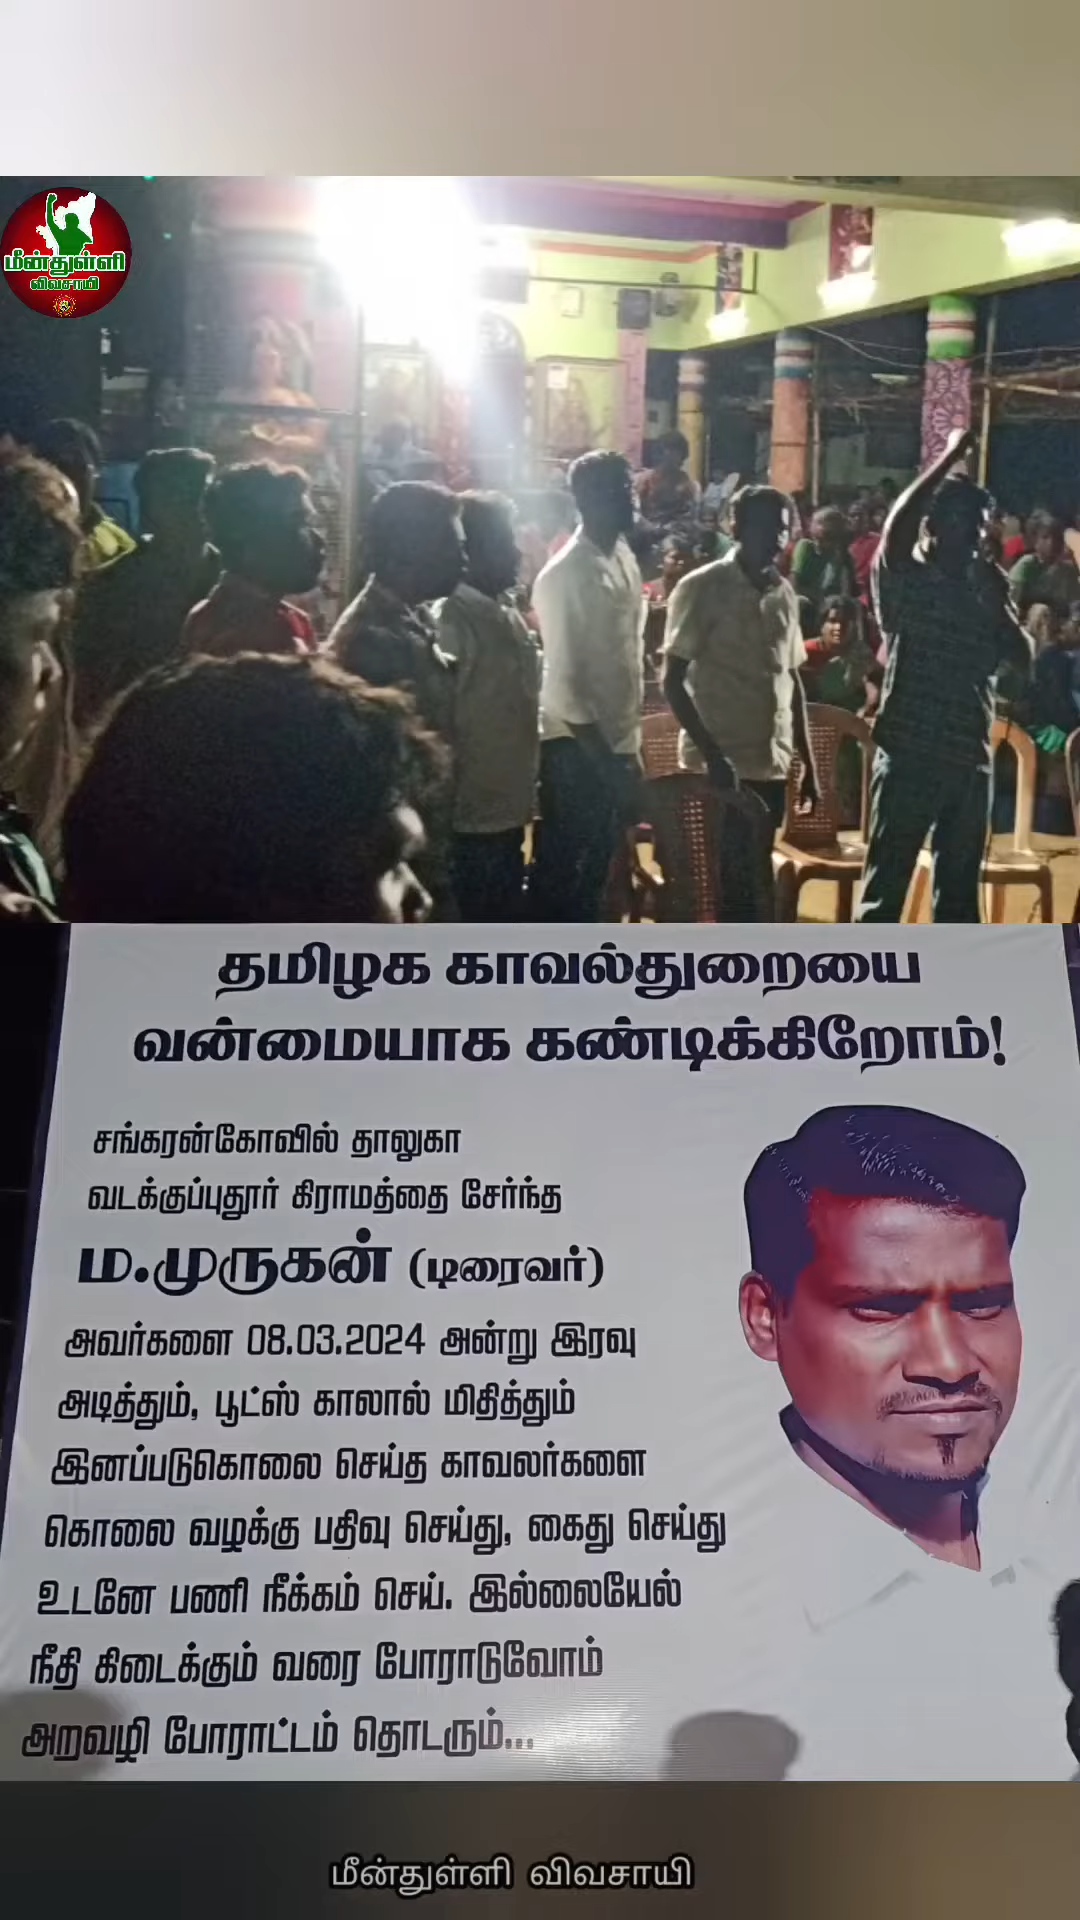 மீன்துள்ளி
விவசாயி
தமிழக காவல்துறையை
வன்மையாக கண்டிக்கிறோம்!
சங்கரன்கோவில் தாலுகா
வடக்குப்புதூர் கிராமத்தை சேர்ந்த
ம.முருகன் (டிரைவர்)
அவர்களை 08.03.2024 அன்று இரவு
அடித்தும், பூட்ஸ் காலால் மிதித்தும்
இனப்படுகொலை செய்த காவலர்களை
கொலை வழக்கு பதிவு செய்து, கைது செய்து
உடனே பணி நீக்கம் செய். இல்லையேல்
நீதி கிடைக்கும் வரை போராடுவோம்
அறவழி போராட்டம் தொடரும்...
மீன்துள்ளி விவசாயி